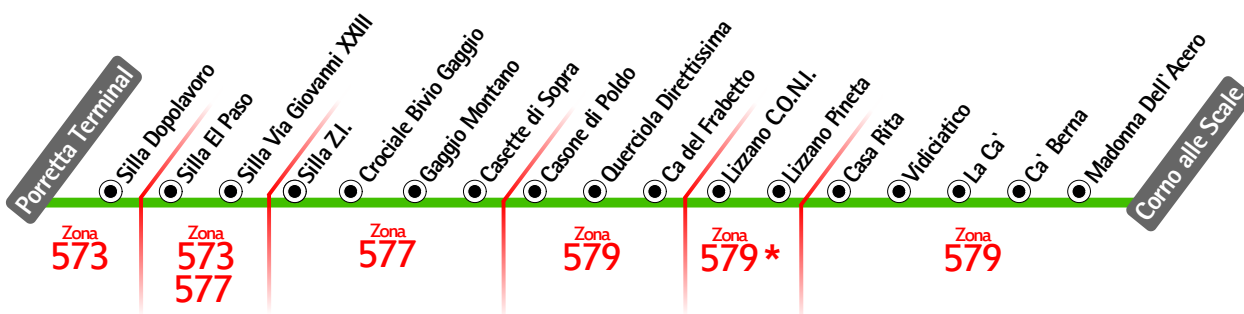 Porretta Terminal
Silla Dopolavoro
Silla El Paso
Silla Via Giovanni XXIII
Silla Z.I.
Crociale Bivio Gaggio
Gaggio Montano
Casette di Sopra
Casone di Poldo
Querciola Direttissima
Ca del Frabetto
Lizzano C.O.N.I.
Lizzano Pineta
Casa Rita
Vidiciatico
La Ca`
Ca` Berna
Madonna Dell` Acero
Corno alle Scale
Zona
573
Zona
573
577
Zona
577
Zona
579
Zona
579 *
Zona
579